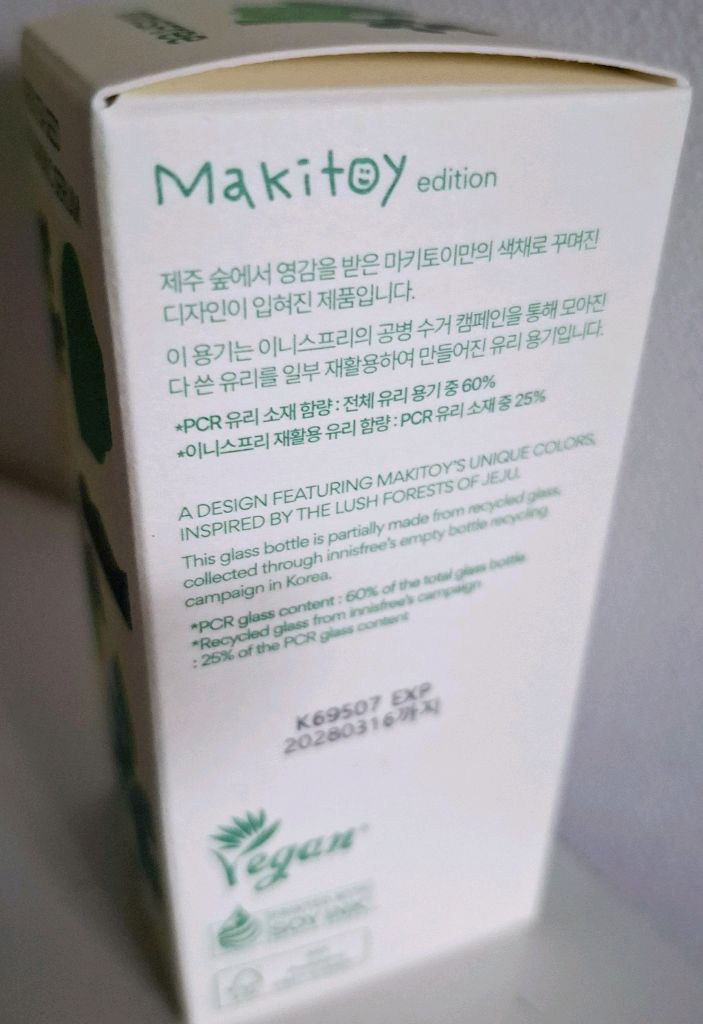 Makitoy edition
제주 숲에서 영감을 받은 마키토이만의 색채로 꾸며진
디자인이 입혀진 제품입니다.
이 용기는 이니스프리의 공병 수거 캠페인을 통해 모아진
다 쓴 유리를 일부 재활용하여 만들어진 유리 용기입니다.
*PCR 유리 소재 함량 : 전체 유리 용기 중 60%
*이니스프리 재활용 유리 함량 : PCR 유리 소재 중 25%
A DESIGN FEATURING MAKITOY'S UNIQUE COLORS,
INSPIRED BY THE LUSH FORESTS OF JEJU.
This glass bottle is partially made from recycled glass,
collected through innisfree's empty bottle recycling
campaign in Korea.
*PCR glass content : 60% of the total glass bottle
*Recycled glass from innisfree's campaign
: 25% of the PCR glass content
K69507 EXP
20280316까지
Vegan
SOY INK